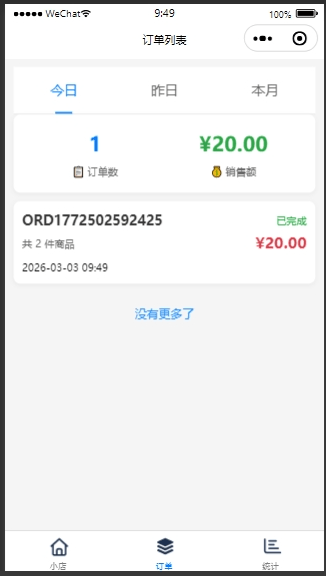 WeChat 9:49 100%
订单列表
今日 昨日 本月
1 ¥20.00
订单数 销售额
ORD1772502592425 已完成
共 2 件商品 ¥20.00
2026-03-03 09:49
没有更多了
小店 订单 统计